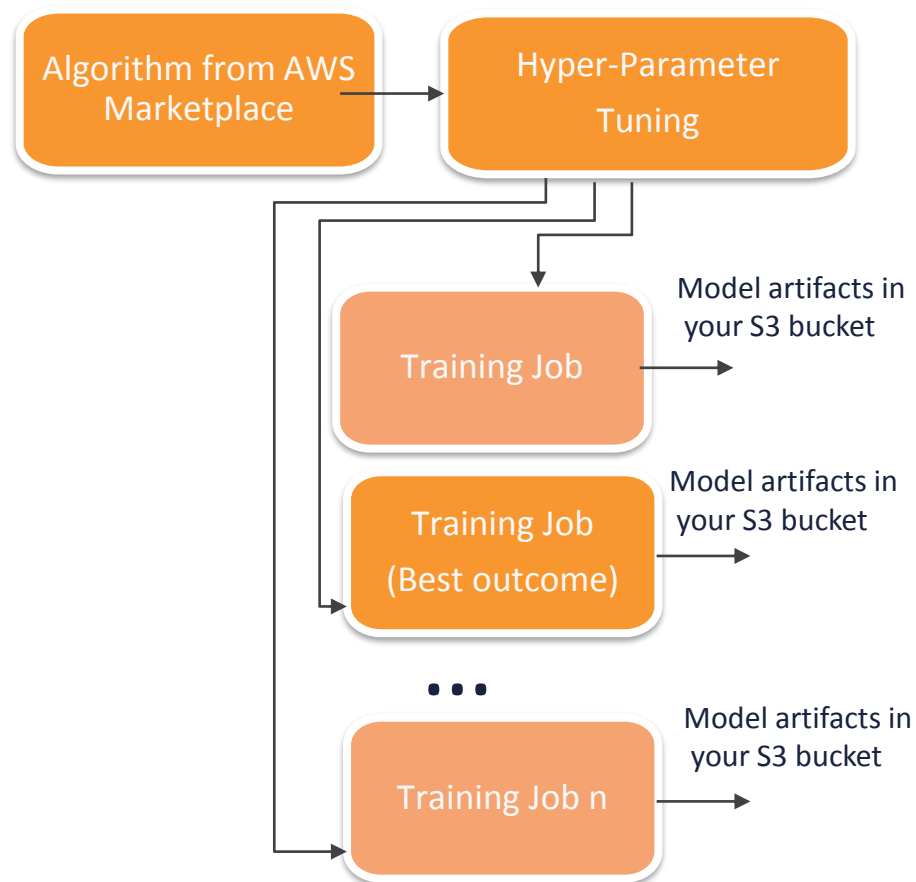 Algorithm from AWS
Marketplace
Hyper-Parameter
Tuning
Training Job
Model artifacts in
your S3 bucket
Training Job
(Best outcome)
Model artifacts in
your S3 bucket
...
Training Job n
Model artifacts in
your S3 bucket